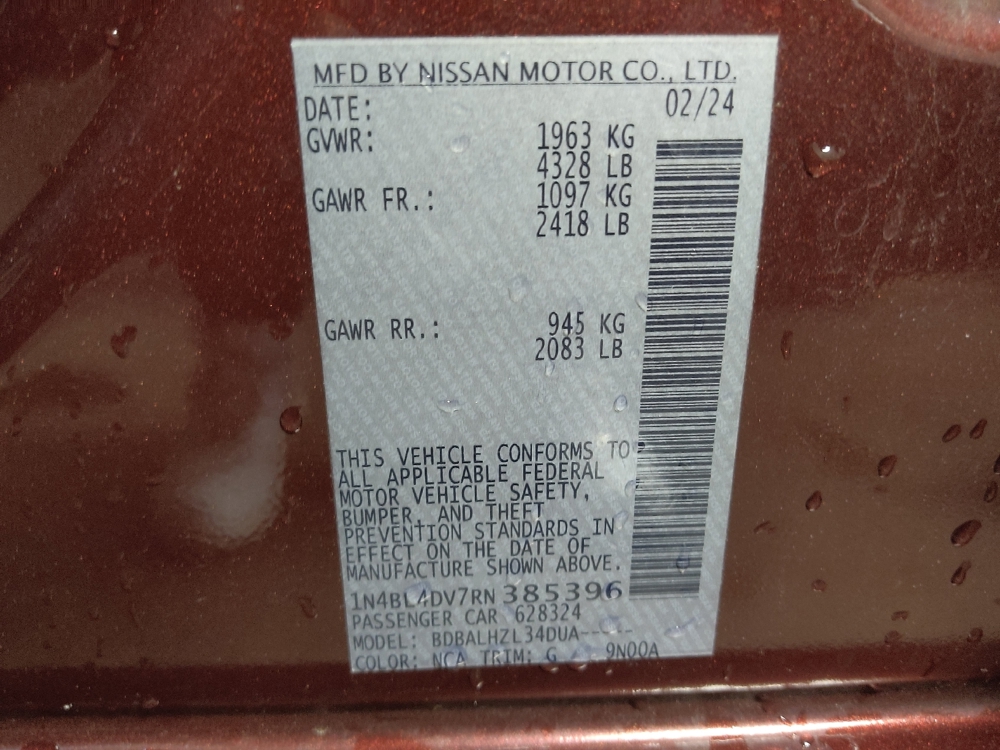 MFD BY NISSAN MOTOR CO., LTD.
DATE: 02/24
GVWR: 1963 KG
4328 LB
GAWR FR.: 1097 KG
2418 LB
GAWR RR.: 945 KG
2083 LB
THIS VEHICLE CONFORMS TO
ALL APPLICABLE FEDERAL
MOTOR VEHICLE SAFETY,
BUMPER, AND THEFT
PREVENTION STANDARDS IN
EFFECT ON THE DATE OF
MANUFACTURE SHOWN ABOVE.
1N4BL4DV7RN 385396
PASSENGER CAR 628324
MODEL: BDBALHZL34DUA-----
COLOR: NCA TRIM: G 9N00A